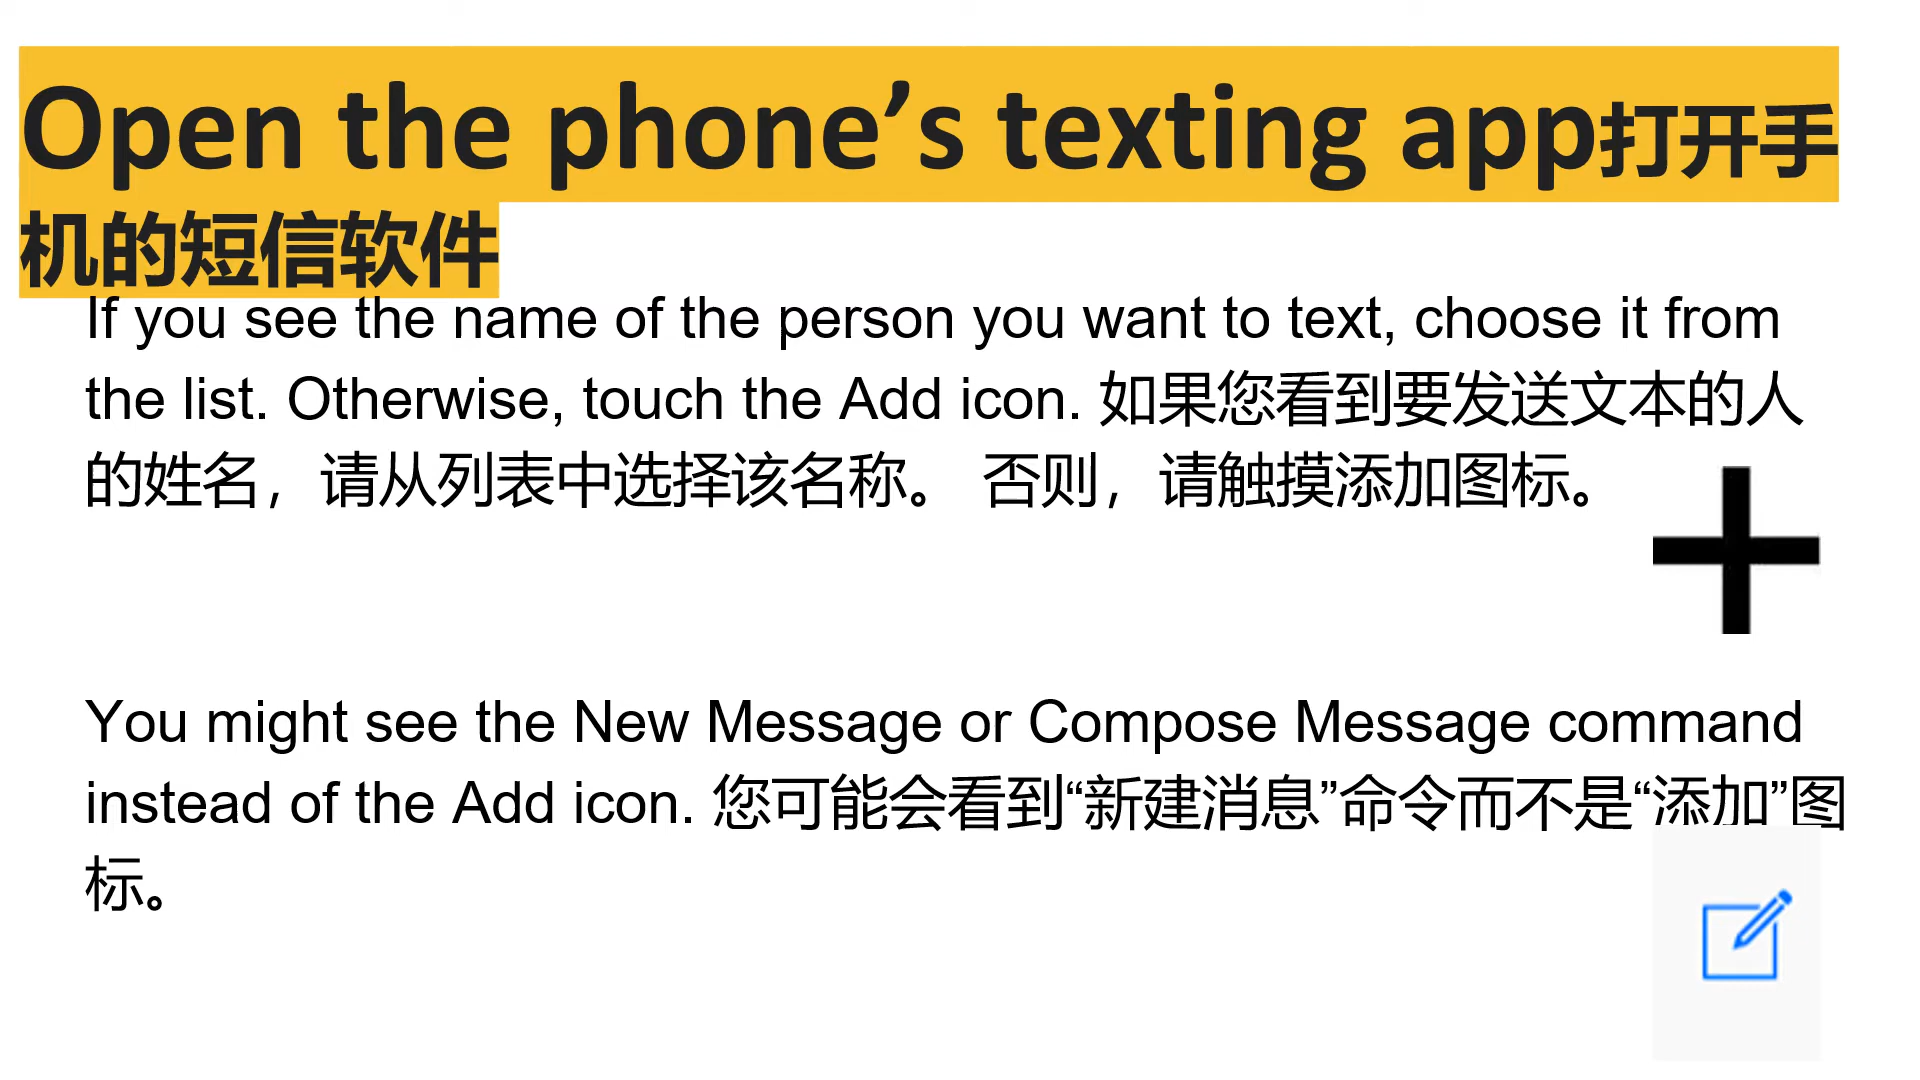 Open the phone’s texting app打开手
机的短信软件
If you see the name of the person you want to text, choose it from
the list. Otherwise, touch the Add icon. 如果您看到要发送文本的人
的姓名，请从列表中选择该名称。 否则，请触摸添加图标。
You might see the New Message or Compose Message command
instead of the Add icon. 您可能会看到“新建消息”命令而不是“添加”图
标。